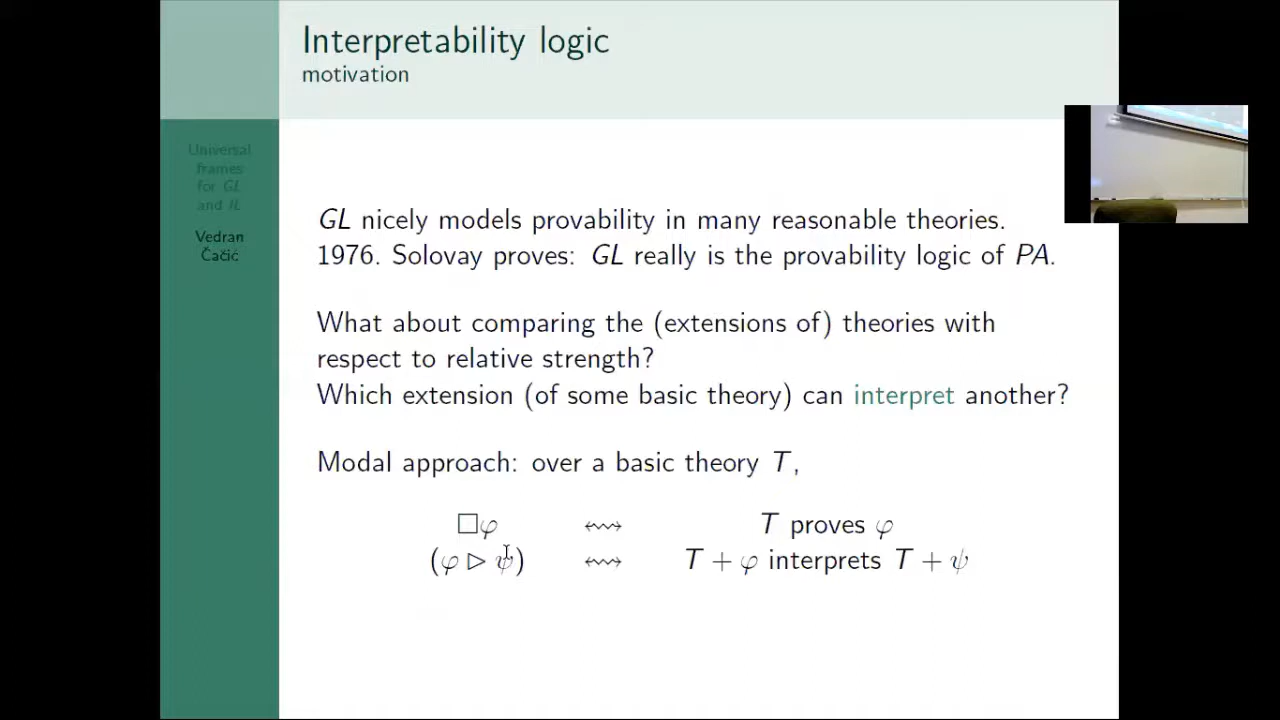 Interpretability logic
motivation
Universal
frames
for GL
and IL
Vedran
Čačić
GL nicely models provability in many reasonable theories.
1976. Solovay proves: GL really is the provability logic of PA.
What about comparing the (extensions of) theories with
respect to relative strength?
Which extension (of some basic theory) can interpret another?
Modal approach: over a basic theory T,
□φ ↭ T proves φ
(φ ▷ ψ) ↭ T + φ interprets T + ψ